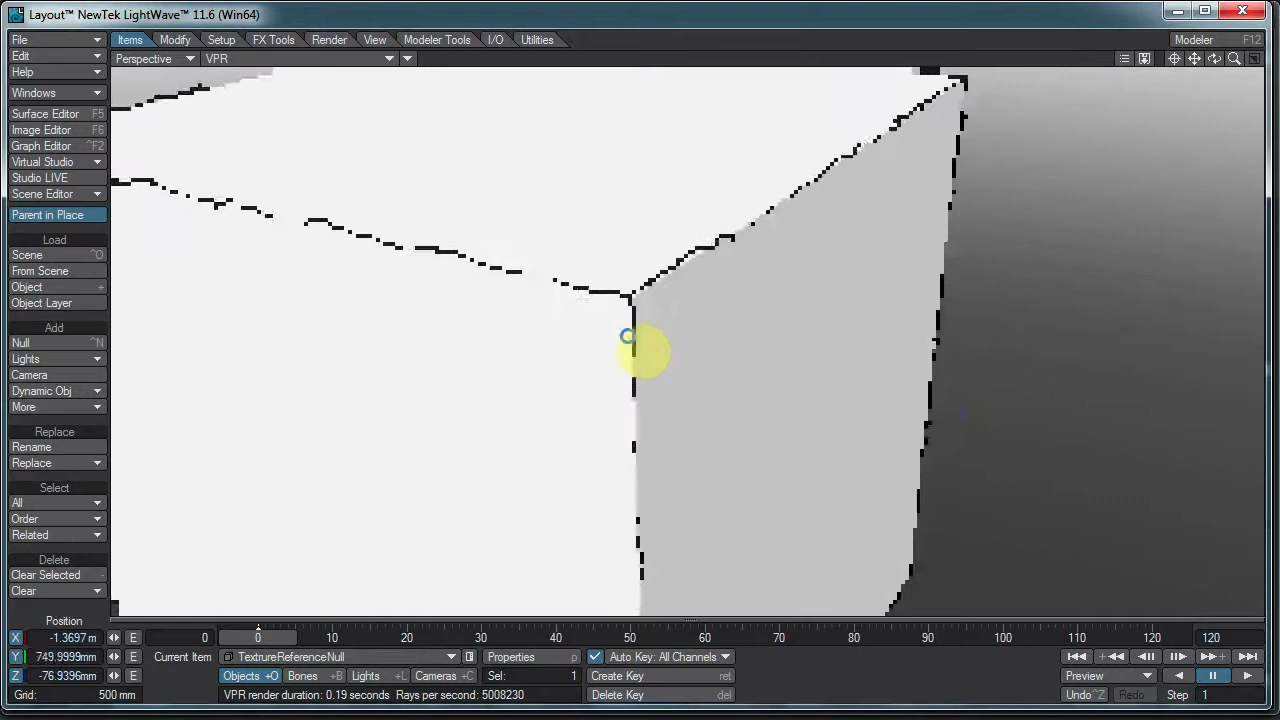 Layout™ NewTek LightWave™ 11.6 (Win64)
File Items Modify Setup FX Tools Render View Modeler Tools I/O Utilities Modeler F12
Edit
Perspective VPR
Help
Windows
Surface Editor F5
Image Editor F6
Graph Editor ^F2
Virtual Studio
Studio LIVE
Scene Editor
Parent in Place
Load
Scene ^O
From Scene
Object +
Object Layer
Add
Null ^N
Lights
Camera
Dynamic Obj
More
Replace
Rename
Replace
Select
All
Order
Related
Delete
Clear Selected -
Clear
Position
X -1.3697 m E 0 0 10 20 30 40 50 60 70 80 90 100 110 120 120
Y 749.9999mm E Current Item TextrureReferenceNull Properties p Auto Key: All Channels
Z -76.9396mm E Objects +O Bones +B Lights +L Cameras +C Sel: 1 Create Key ret Preview
Grid: 500 mm VPR render duration: 0.19 seconds Rays per second: 5008230 Delete Key del Undo ^Z Redo Step 1